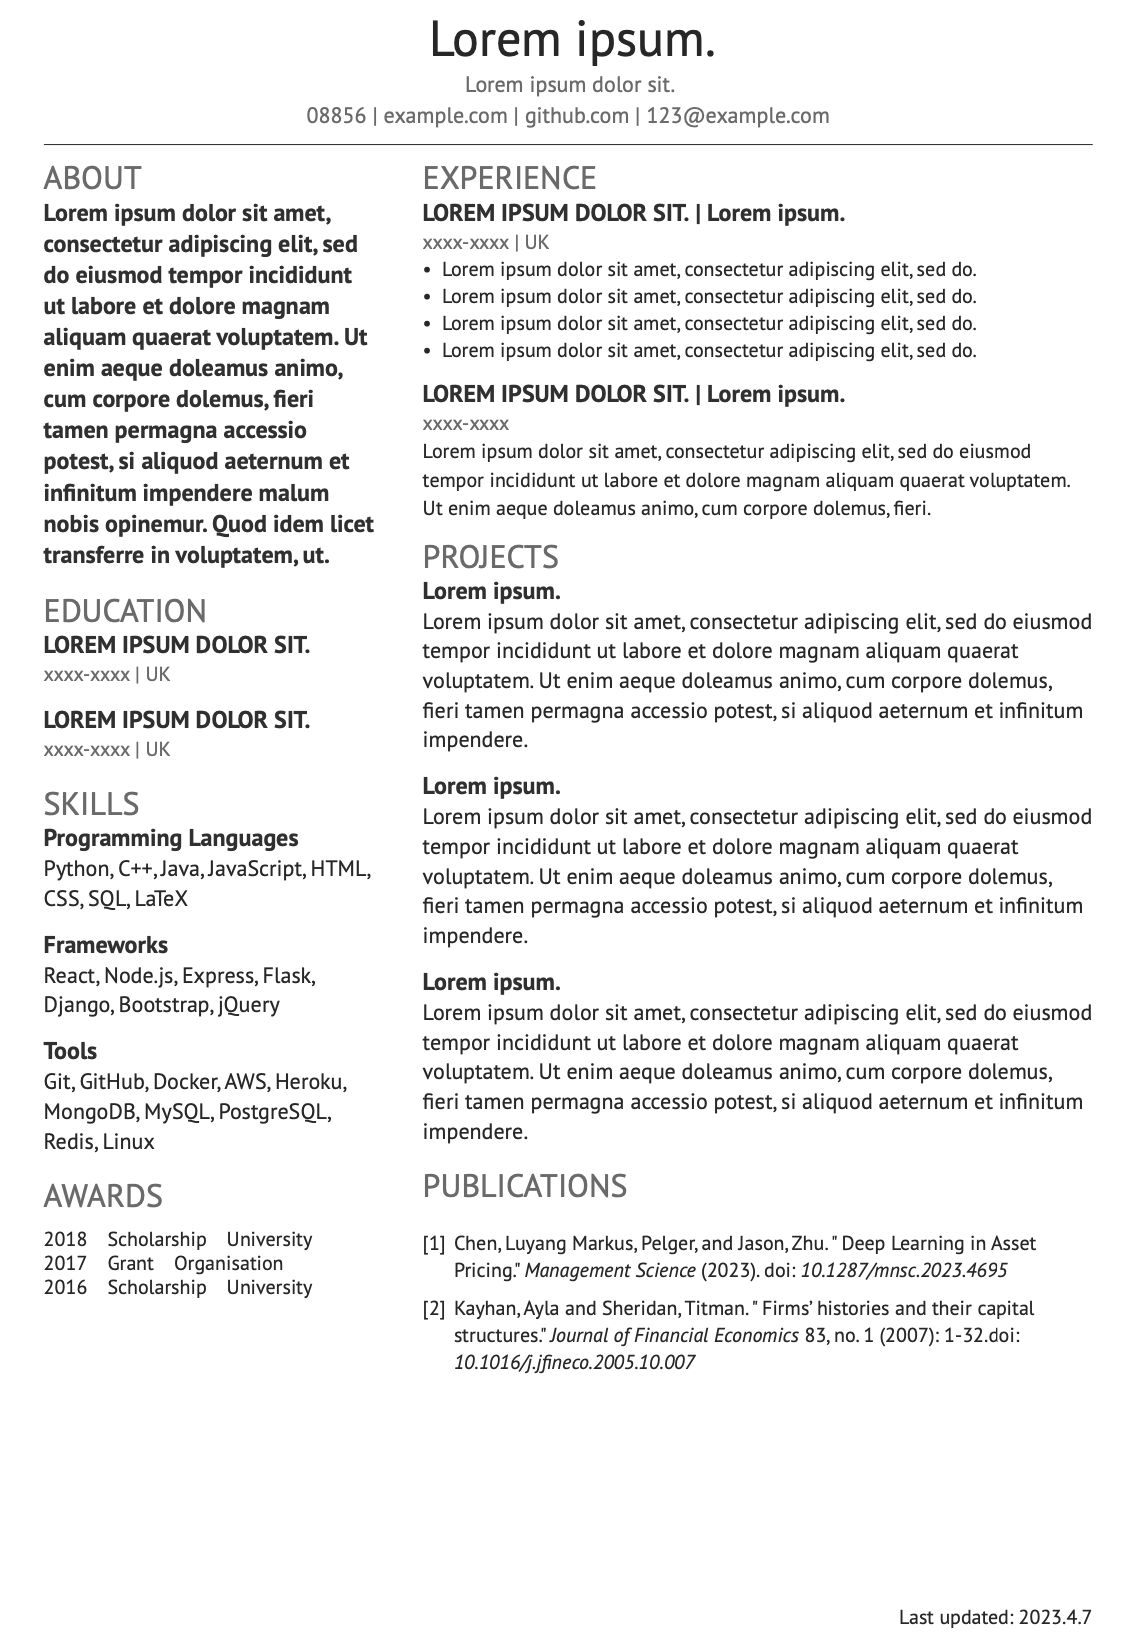 Lorem ipsum.
Lorem ipsum dolor sit.
08856 | example.com | github.com | 123@example.com
ABOUT
Lorem ipsum dolor sit amet,
consectetur adipiscing elit, sed
do eiusmod tempor incididunt
ut labore et dolore magnam
aliquam quaerat voluptatem. Ut
enim aeque doleamus animo,
cum corpore dolemus, fieri
tamen permagna accessio
potest, si aliquod aeternum et
infinitum impendere malum
nobis opinemur. Quod idem licet
transferre in voluptatem, ut.
EDUCATION
LOREM IPSUM DOLOR SIT.
xxxx-xxxx | UK
LOREM IPSUM DOLOR SIT.
xxxx-xxxx | UK
SKILLS
Programming Languages
Python, C++, Java, JavaScript, HTML,
CSS, SQL, LaTeX
Frameworks
React, Node.js, Express, Flask,
Django, Bootstrap, jQuery
Tools
Git, GitHub, Docker, AWS, Heroku,
MongoDB, MySQL, PostgreSQL,
Redis, Linux
AWARDS
2018 Scholarship University
2017 Grant Organisation
2016 Scholarship University
EXPERIENCE
LOREM IPSUM DOLOR SIT. | Lorem ipsum.
xxxx-xxxx | UK
• Lorem ipsum dolor sit amet, consectetur adipiscing elit, sed do.
• Lorem ipsum dolor sit amet, consectetur adipiscing elit, sed do.
• Lorem ipsum dolor sit amet, consectetur adipiscing elit, sed do.
• Lorem ipsum dolor sit amet, consectetur adipiscing elit, sed do.
LOREM IPSUM DOLOR SIT. | Lorem ipsum.
xxxx-xxxx
Lorem ipsum dolor sit amet, consectetur adipiscing elit, sed do eiusmod
tempor incididunt ut labore et dolore magnam aliquam quaerat voluptatem.
Ut enim aeque doleamus animo, cum corpore dolemus, fieri.
PROJECTS
Lorem ipsum.
Lorem ipsum dolor sit amet, consectetur adipiscing elit, sed do eiusmod
tempor incididunt ut labore et dolore magnam aliquam quaerat
voluptatem. Ut enim aeque doleamus animo, cum corpore dolemus,
fieri tamen permagna accessio potest, si aliquod aeternum et infinitum
impendere.
Lorem ipsum.
Lorem ipsum dolor sit amet, consectetur adipiscing elit, sed do eiusmod
tempor incididunt ut labore et dolore magnam aliquam quaerat
voluptatem. Ut enim aeque doleamus animo, cum corpore dolemus,
fieri tamen permagna accessio potest, si aliquod aeternum et infinitum
impendere.
Lorem ipsum.
Lorem ipsum dolor sit amet, consectetur adipiscing elit, sed do eiusmod
tempor incididunt ut labore et dolore magnam aliquam quaerat
voluptatem. Ut enim aeque doleamus animo, cum corpore dolemus,
fieri tamen permagna accessio potest, si aliquod aeternum et infinitum
impendere.
PUBLICATIONS
[1] Chen, Luyang Markus, Pelger, and Jason, Zhu. " Deep Learning in Asset
Pricing." Management Science (2023). doi: 10.1287/mnsc.2023.4695
[2] Kayhan, Ayla and Sheridan, Titman. " Firms’ histories and their capital
structures." Journal of Financial Economics 83, no. 1 (2007): 1-32.doi:
10.1016/j.jfineco.2005.10.007
Last updated: 2023.4.7